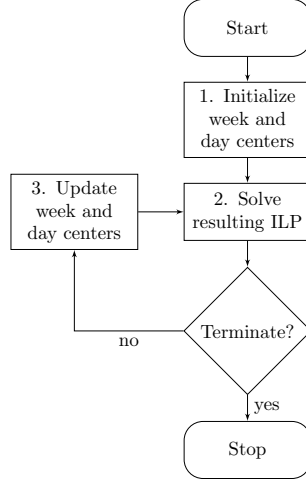 Start
1. Initialize
week and
day centers
3. Update
week and
day centers
2. Solve
resulting ILP
Terminate?
no
yes
Stop